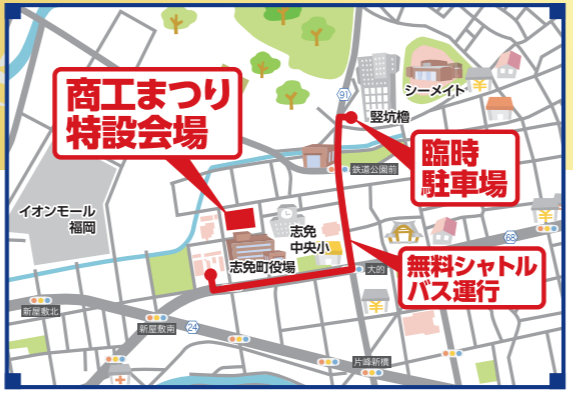 商工まつり
特設会場
シーメイト
91
竪坑櫓
臨時
駐車場
鉄道公園前
イオンモール
福岡
志免
中央小
志免町役場
68
大的
無料シャトル
バス運行
新屋敷北
新屋敷南
24
片峰新橋